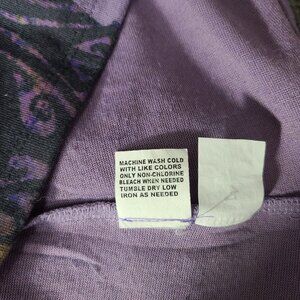 MACHINE WASH COLD
WITH LIKE COLORS
ONLY NON-CHLORINE
BLEACH WHEN NEEDED
TUMBLE DRY LOW
IRON AS NEEDED